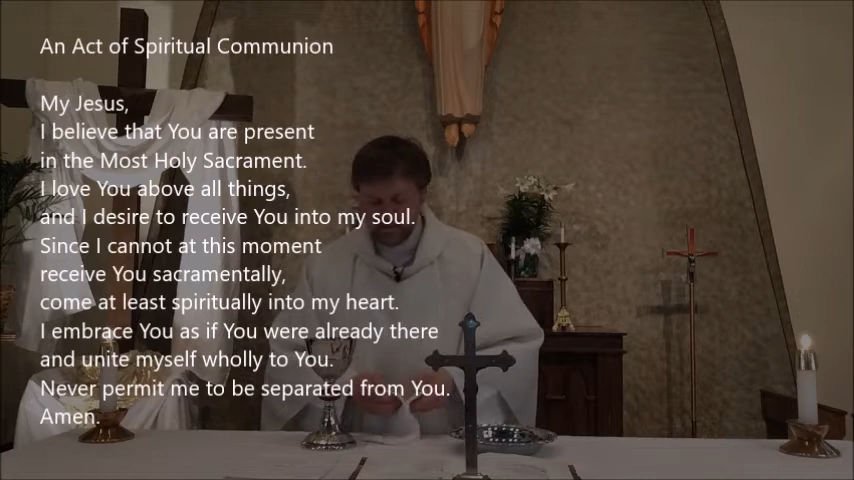 An Act of Spiritual Communion
My Jesus,
I believe that You are present
in the Most Holy Sacrament.
I love You above all things,
and I desire to receive You into my soul.
Since I cannot at this moment
receive You sacramentally,
come at least spiritually into my heart.
I embrace You as if You were already there
and unite myself wholly to You.
Never permit me to be separated from You.
Amen.